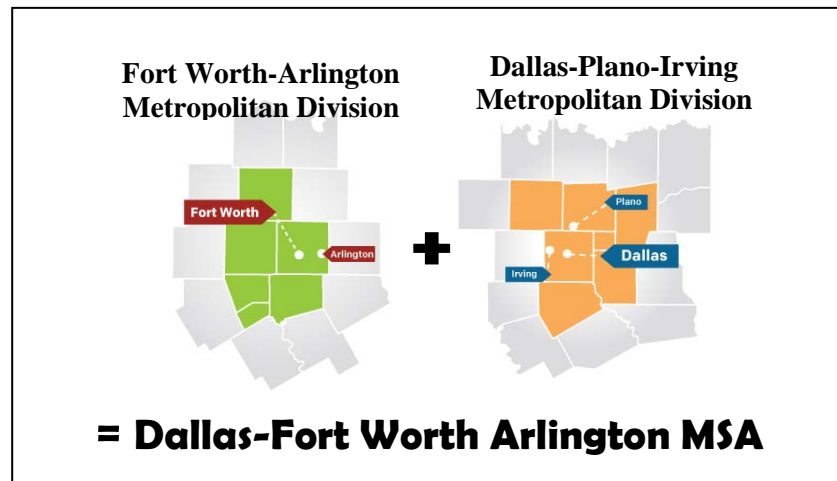 Fort Worth-Arlington
Metropolitan Division
Dallas-Plano-Irving
Metropolitan Division
Fort Worth
Arlington
+
Plano
Dallas
Irving
= Dallas-Fort Worth Arlington MSA